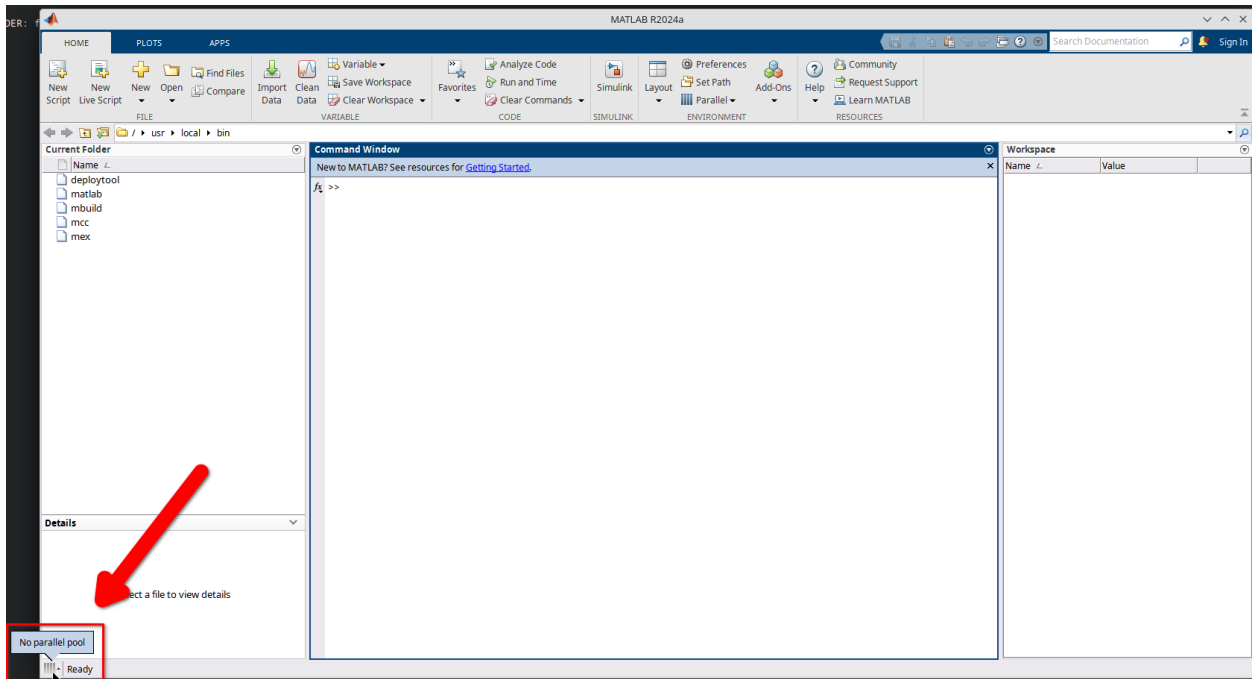 DER: f
MATLAB R2024a
HOME PLOTS APPS
Search Documentation
Sign In
New Script
New Live Script
New
Open
Find Files
Compare
Import Data
Clean Data
Variable
Save Workspace
Clear Workspace
Favorites
Analyze Code
Run and Time
Clear Commands
Simulink
Layout
Preferences
Set Path
Parallel
Add-Ons
Help
Community
Request Support
Learn MATLAB
FILE VARIABLE CODE SIMULINK ENVIRONMENT RESOURCES
/ usr local bin
Current Folder
Name
deploytool
matlab
mbuild
mcc
mex
Details
ect a file to view details
No parallel pool
Ready
Command Window
New to MATLAB? See resources for Getting Started.
fx >>
Workspace
Name Value